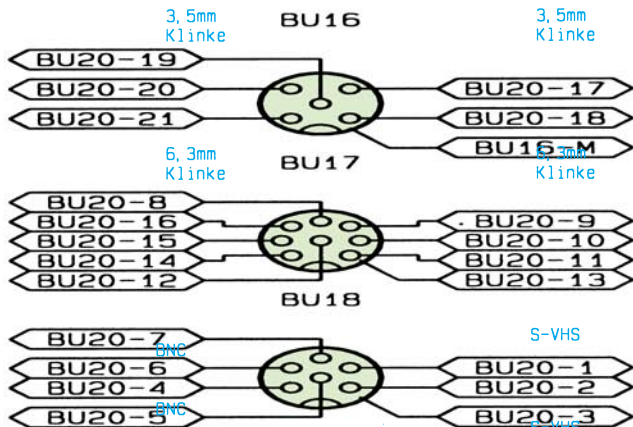 3,5mm
Klinke
BU16
3,5mm
Klinke
BU20-19
BU20-20
BU20-21
BU20-17
BU20-18
BU16-M
6,3mm
Klinke
BU17
6,3mm
Klinke
BU20-8
BU20-16
BU20-15
BU20-14
BU20-12
BU20-9
BU20-10
BU20-11
BU20-13
BU18
BU20-7
BNC
BU20-6
BU20-4
BU20-5
BNC
S-VHS
BU20-1
BU20-2
BU20-3
S-VHS